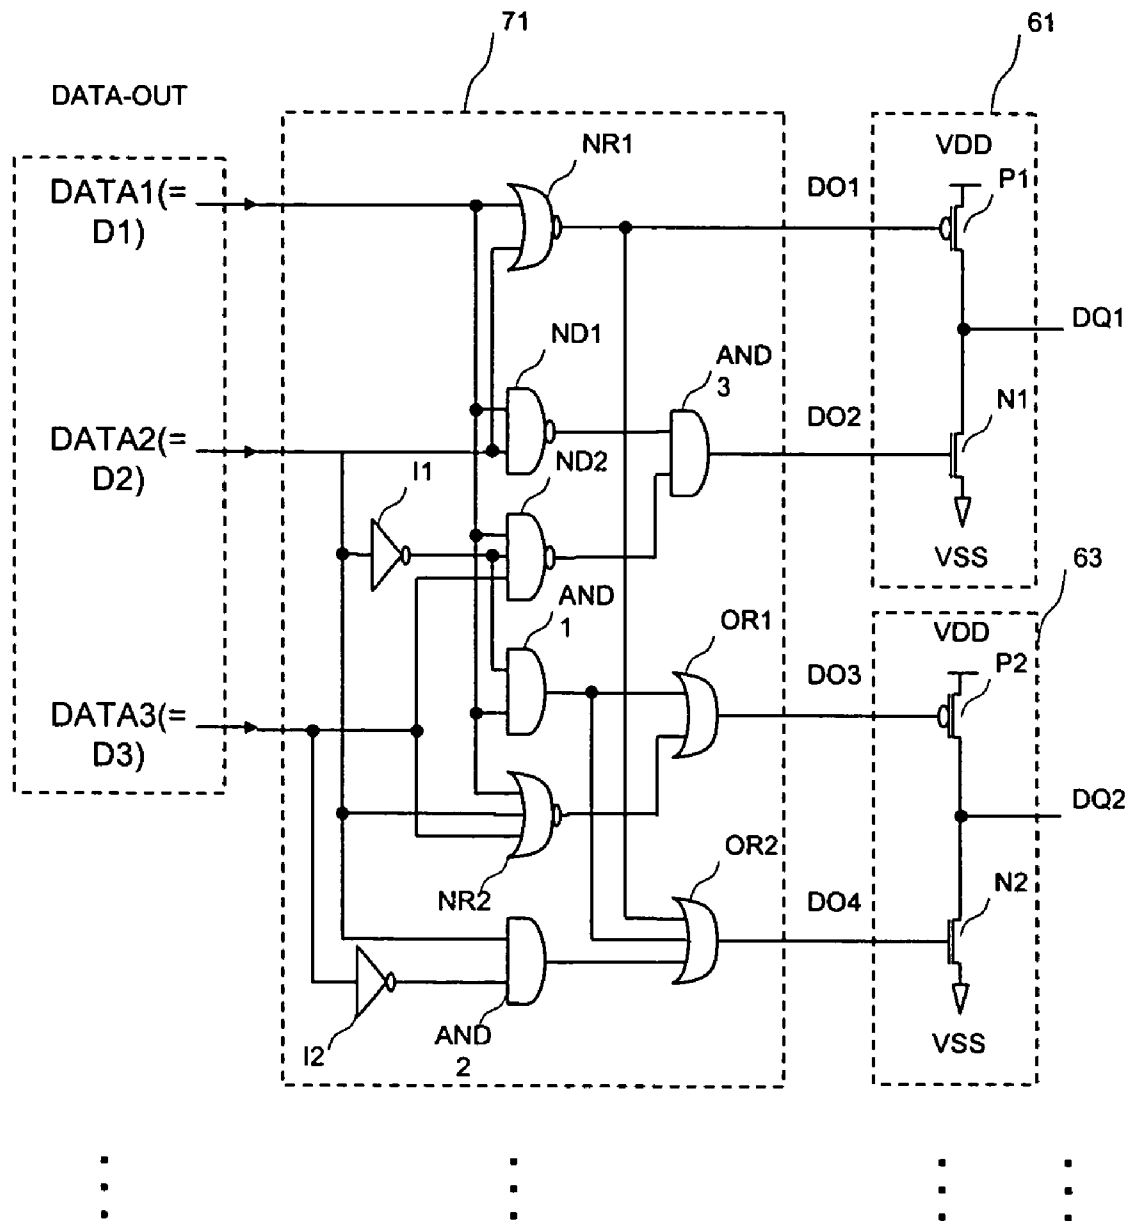 71
61
DATA-OUT
NR1
VDD
DATA1(=
D1)
DO1
P1
ND1
DQ1
AND
3
DATA2(=
D2)
DO2
N1
I1
ND2
VSS
63
AND
1
OR1
VDD
DO3
P2
DATA3(=
D3)
DQ2
OR2
NR2
DO4
N2
AND
2
I2
VSS